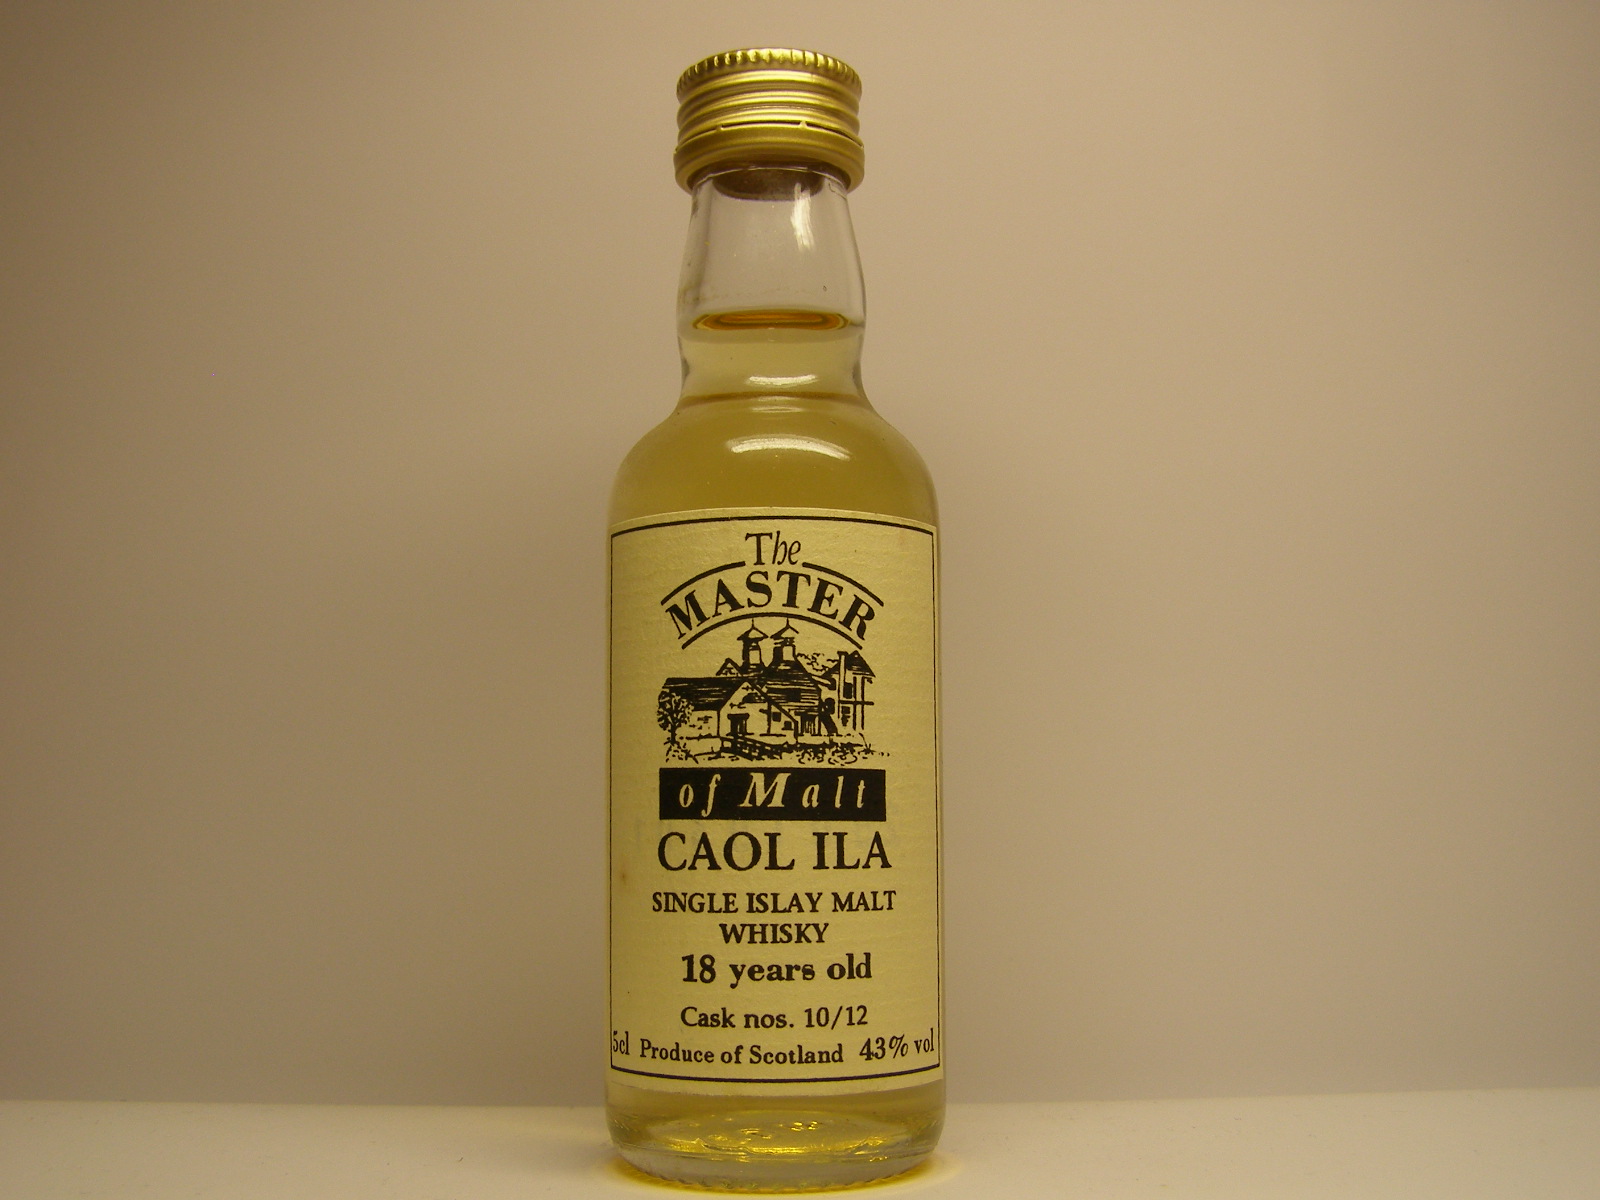 The
MASTER
of Malt
CAOL ILA
SINGLE ISLAY MALT
WHISKY
18 years old
Cask nos. 10/12
5cl Produce of Scotland 43% vol